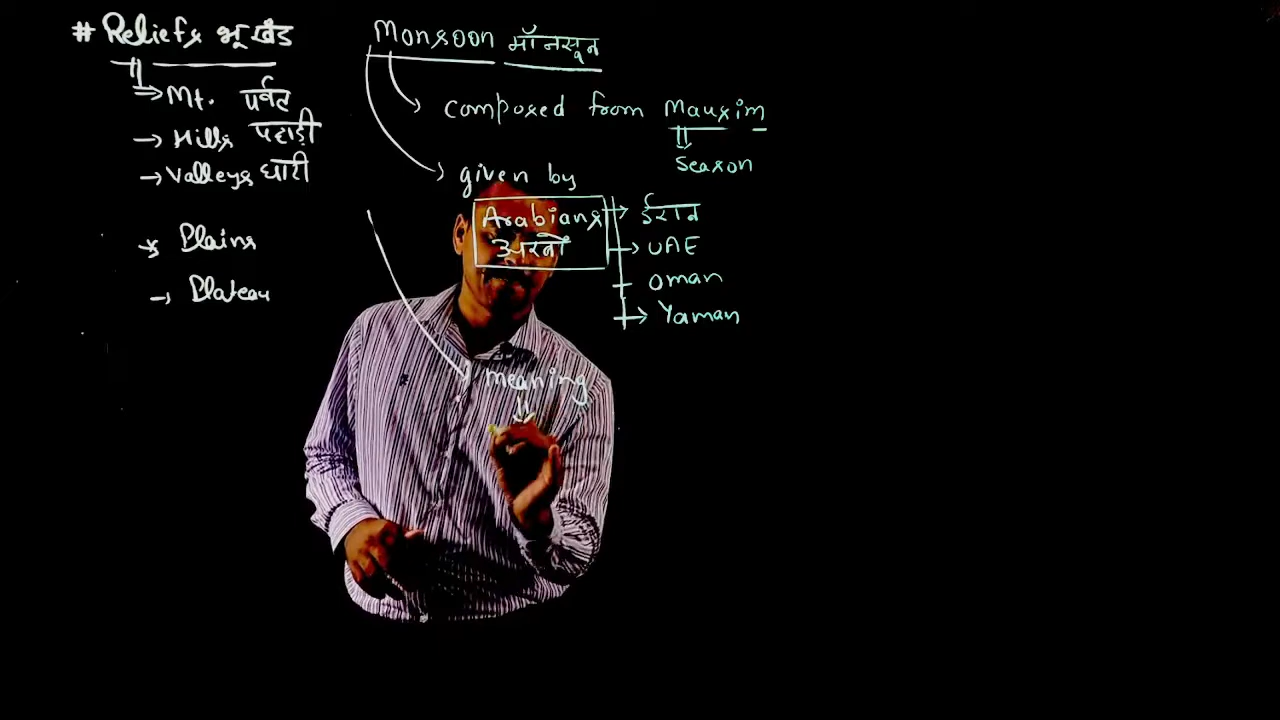 # Reliefs भूखंड
→ Mt. पर्वत
→ Hills पहाड़ी
→ Valleys घाटी
→ Plains
→ Plateau
Monsoon मॉनसून
→ composed from Mausim
Season
→ given by
Arabians
अरबों
→ ईरान
→ UAE
Oman
→ Yaman
meaning